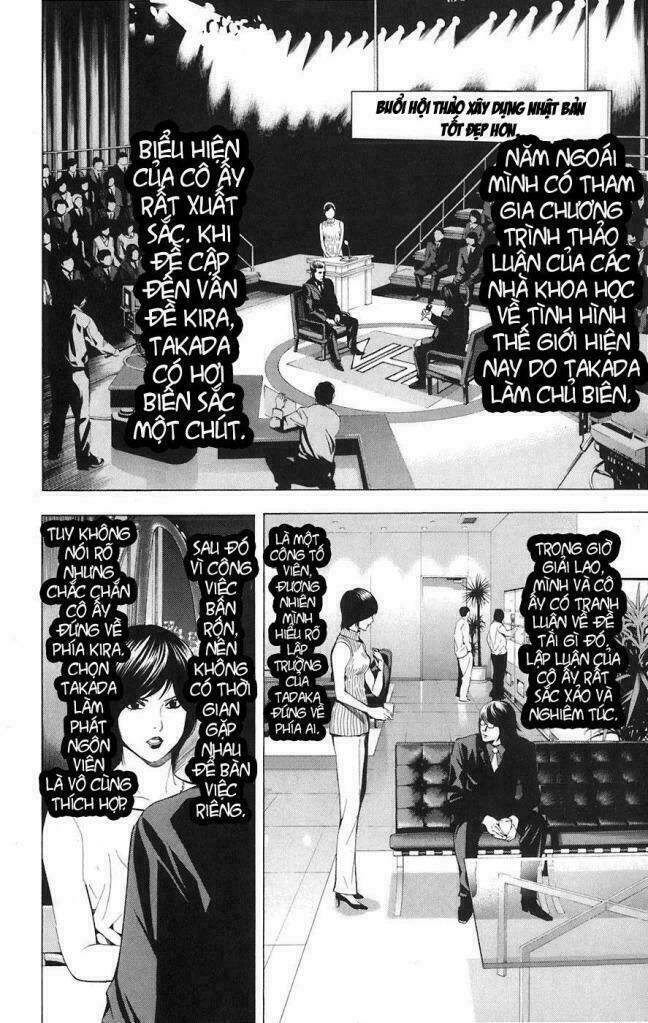 BUỔI HỘI THẢO XÂY DỰNG NHẬT BẢN
TỐT ĐẸP HƠN.
NĂM NGOÁI
MÌNH CÓ THAM
GIA CHƯƠNG
TRÌNH THẢO
LUẬN CỦA CÁC
NHÀ KHOA HỌC
VỀ TÌNH HÌNH
THẾ GIỚI HIỆN
NAY DO TAKADA
LÀM CHỦ BIÊN.
BIỂU HIỆN
CỦA CÔ ẤY
RẤT XUẤT
SẮC. KHI
ĐỀ CẬP
ĐẾN VẤN
ĐỀ KIRA,
TAKADA
CÓ HƠI
BIẾN SẮC
MỘT CHÚT.
TRONG GIỜ
GIẢI LAO,
MÌNH VÀ CÔ
ẤY CÓ TRANH
LUẬN VỀ ĐỀ
TÀI GÌ ĐÓ,
LẬP LUẬN CỦA
CÔ ẤY RẤT
SẮC XẢO VÀ
NGHIÊM TÚC,
LÀ MỘT
CÔNG TỐ
VIÊN,
ĐƯƠNG
NHIÊN
MÌNH
HIỂU RÕ
LẬP
TRƯỜNG
CỦA
TADAKA
ĐỨNG VỀ
PHÍA AI.
SAU ĐÓ
VÌ CÔNG
VIỆC
BẬN
RỘN,
NÊN
KHÔNG
CÓ THỜI
GIAN
GẶP
NHAU
ĐỂ BÀN
VIỆC
RIÊNG.
TUY KHÔNG
NÓI RÕ
NHƯNG
CHẮC CHẮN
CÔ ẤY
ĐỨNG VỀ
PHÍA KIRA.
CHỌN
TAKADA
LÀM
PHÁT
NGÔN
VIÊN
LÀ VÔ CÙNG
THÍCH HỢP.